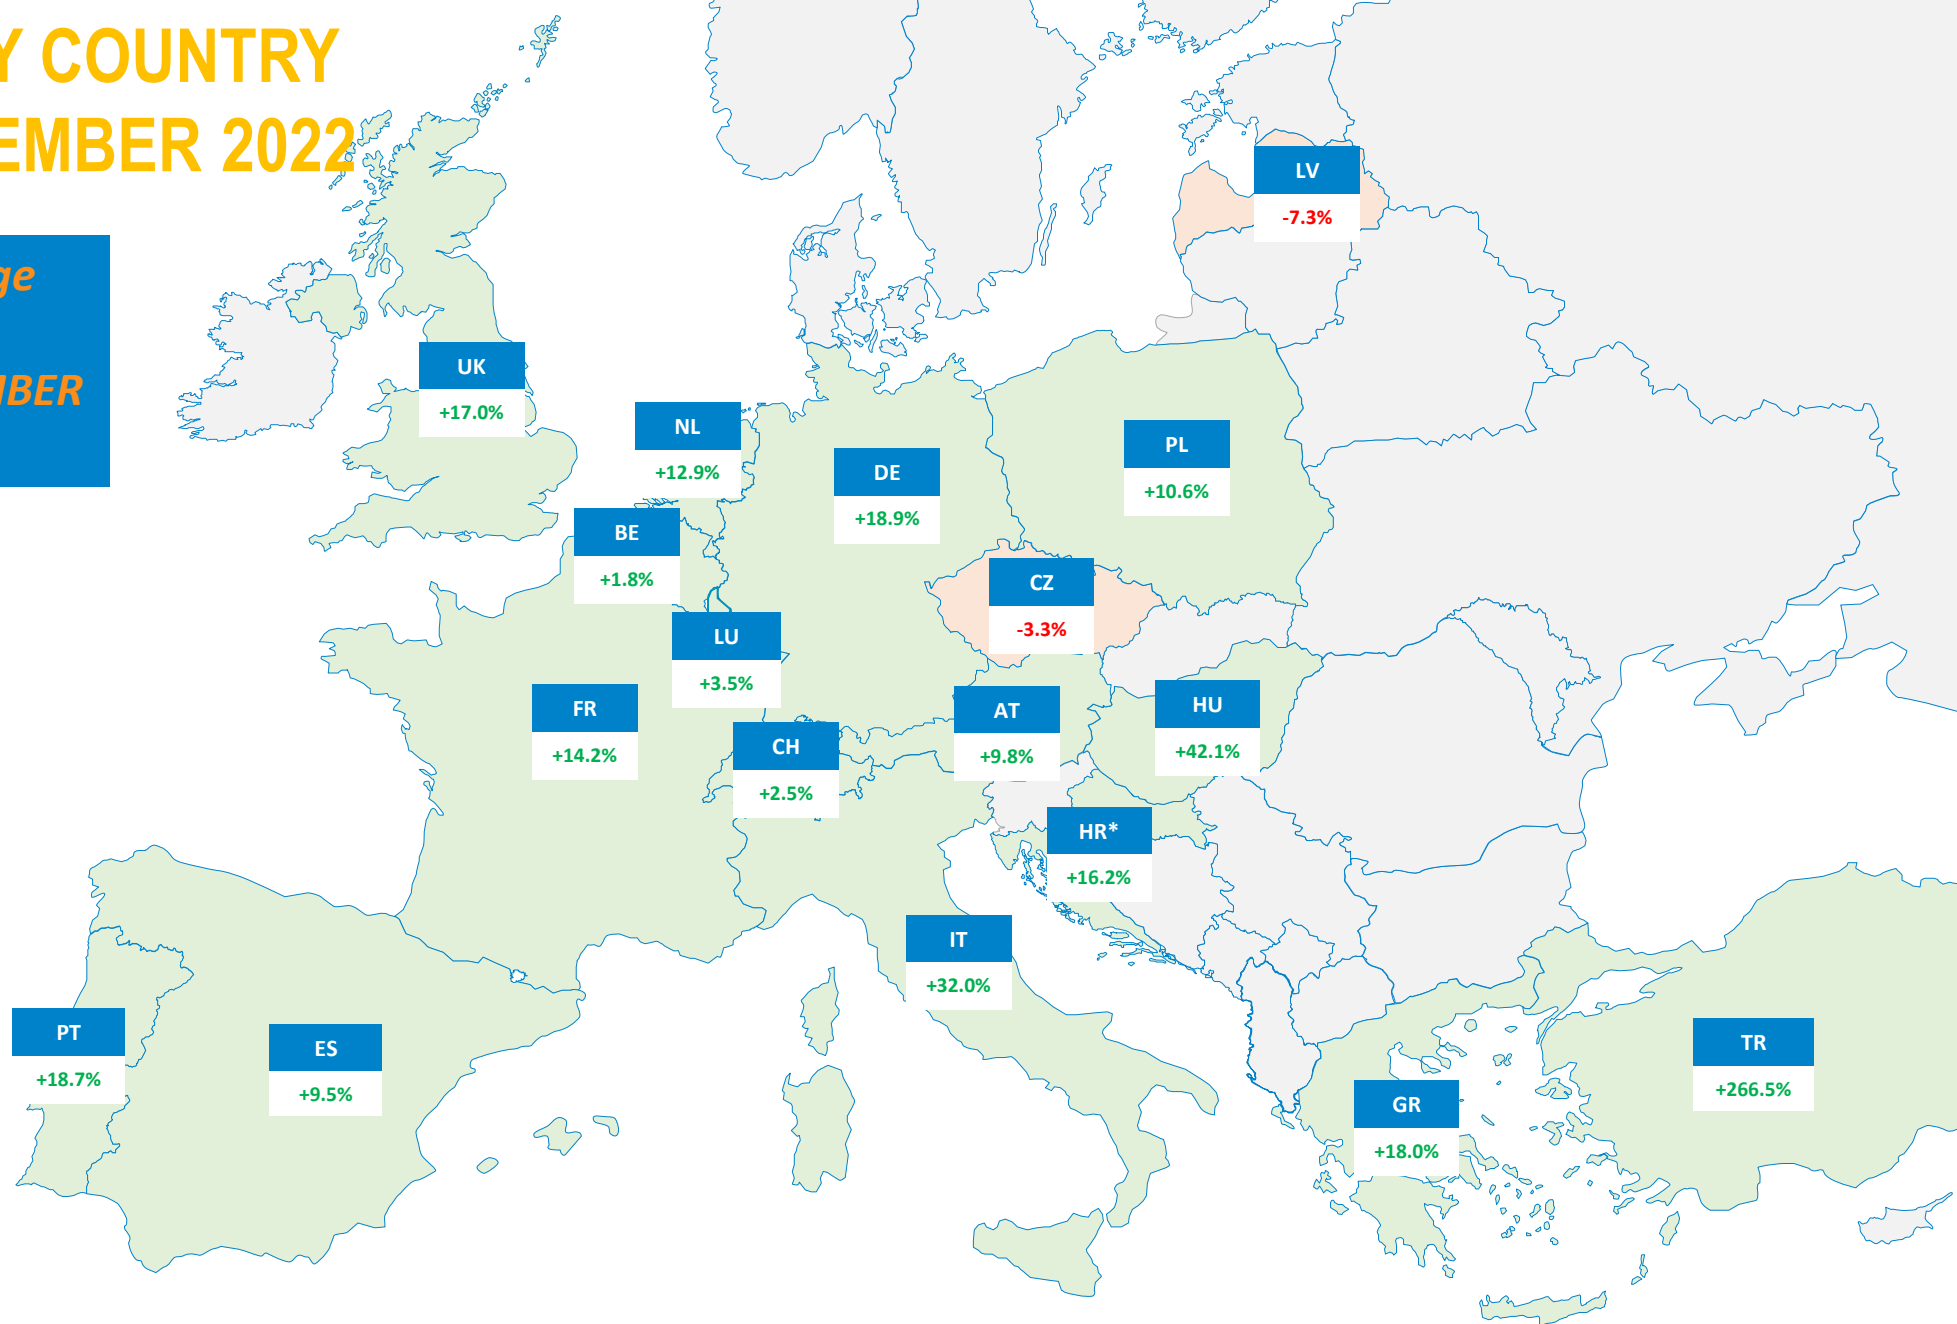 Y COUNTRY
EMBER 2022
ge
MBER
LV
-7.3%
UK
+17.0%
NL
+12.9%
PL
+10.6%
DE
+18.9%
BE
+1.8%
CZ
-3.3%
LU
+3.5%
FR
+14.2%
AT
+9.8%
HU
+42.1%
CH
+2.5%
HR*
+16.2%
IT
+32.0%
PT
+18.7%
ES
+9.5%
TR
+266.5%
GR
+18.0%